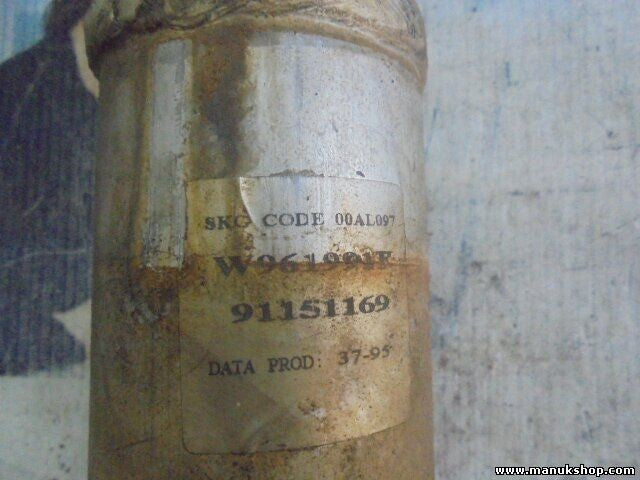 SKG CODE 00AL097
W961991F
91151169
DATA PROD: 37-95
www.manukshop.com